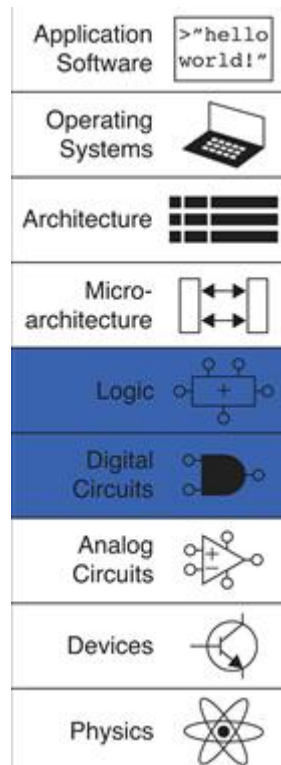 Application
Software
>"hello
world!"
Operating
Systems
Architecture
Micro-
architecture
Logic
+
Digital
Circuits
Analog
Circuits
+
−
Devices
Physics